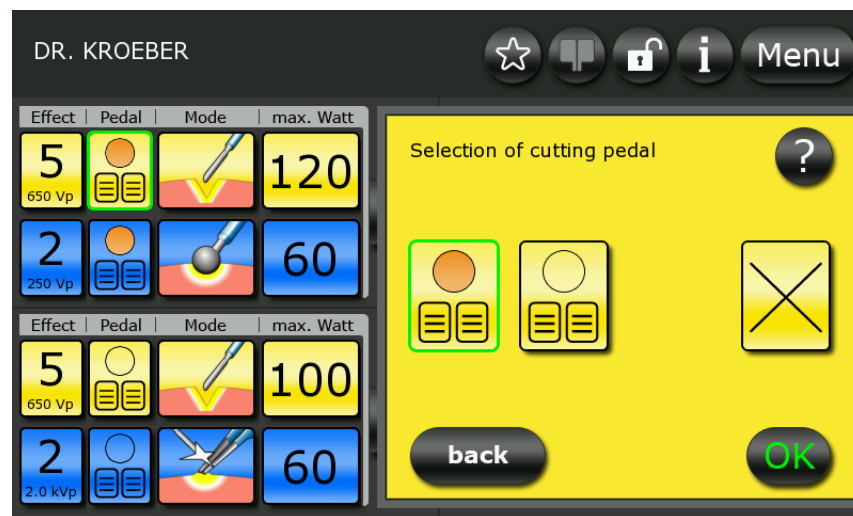 DR. KROEBER
i
Menu
Effect | Pedal | Mode | max. Watt
5
650 Vp
120
2
250 Vp
60
Effect | Pedal | Mode | max. Watt
5
650 Vp
100
2
2.0 kVp
60
Selection of cutting pedal
?
back
OK